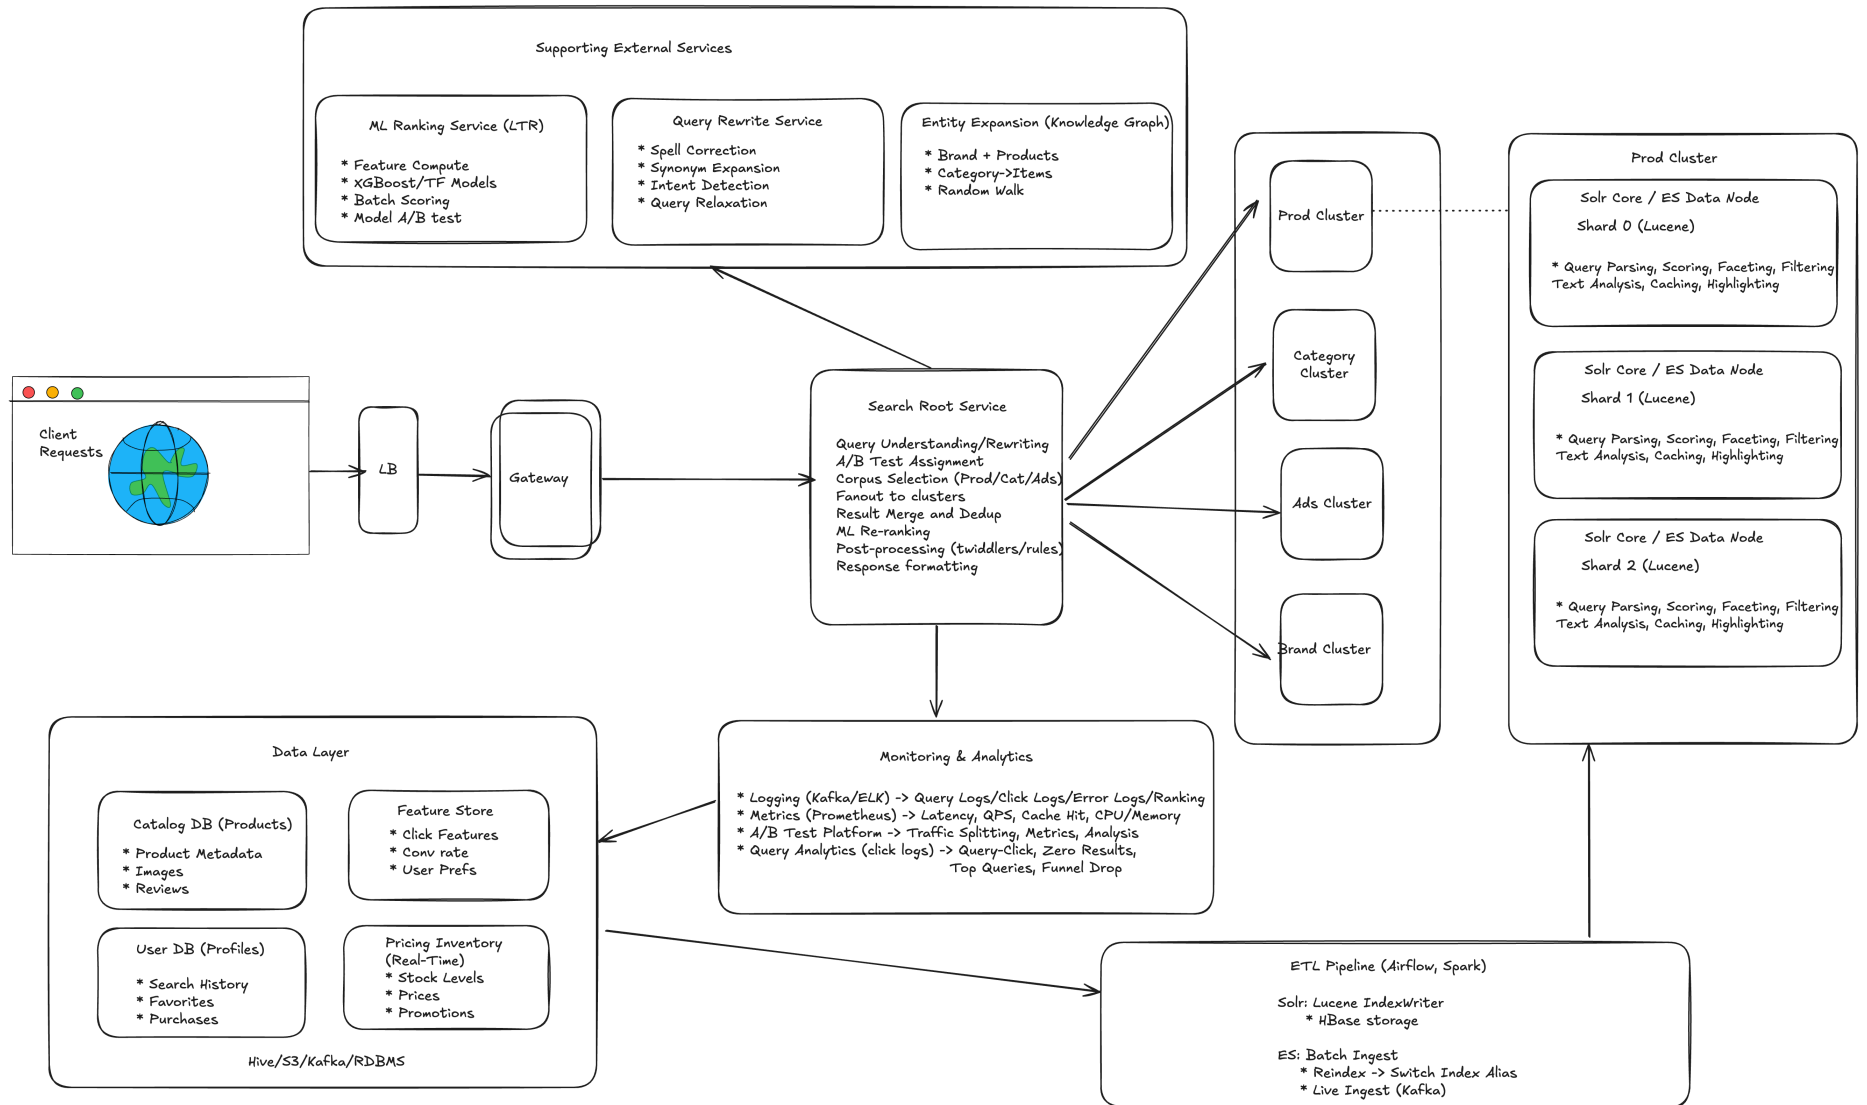 Supporting External Services
ML Ranking Service (LTR)
* Feature Compute
* XGBoost/TF Models
* Batch Scoring
* Model A/B test
Query Rewrite Service
* Spell Correction
* Synonym Expansion
* Intent Detection
* Query Relaxation
Entity Expansion (Knowledge Graph)
* Brand + Products
* Category->Items
* Random Walk
Client
Requests
LB
Gateway
Search Root Service
Query Understanding/Rewriting
A/B Test Assignment
Corpus Selection (Prod/Cat/Ads)
Fanout to clusters
Result Merge and Dedup
ML Re-ranking
Post-processing (twiddlers/rules)
Response formatting
Prod Cluster
Category
Cluster
Ads Cluster
Brand Cluster
Prod Cluster
Solr Core / ES Data Node
Shard 0 (Lucene)
* Query Parsing, Scoring, Faceting, Filtering
Text Analysis, Caching, Highlighting
Solr Core / ES Data Node
Shard 1 (Lucene)
* Query Parsing, Scoring, Faceting, Filtering
Text Analysis, Caching, Highlighting
Solr Core / ES Data Node
Shard 2 (Lucene)
* Query Parsing, Scoring, Faceting, Filtering
Text Analysis, Caching, Highlighting
Data Layer
Catalog DB (Products)
* Product Metadata
* Images
* Reviews
Feature Store
* Click Features
* Conv rate
* User Prefs
User DB (Profiles)
* Search History
* Favorites
* Purchases
Pricing Inventory
(Real-Time)
* Stock Levels
* Prices
* Promotions
Hive/S3/Kafka/RDBMS
Monitoring & Analytics
* Logging (Kafka/ELK) -> Query Logs/Click Logs/Error Logs/Ranking
* Metrics (Prometheus) -> Latency, QPS, Cache Hit, CPU/Memory
* A/B Test Platform -> Traffic Splitting, Metrics, Analysis
* Query Analytics (click logs) -> Query-Click, Zero Results,
Top Queries, Funnel Drop
ETL Pipeline (Airflow, Spark)
Solr: Lucene IndexWriter
* HBase storage
ES: Batch Ingest
* Reindex -> Switch Index Alias
* Live Ingest (Kafka)